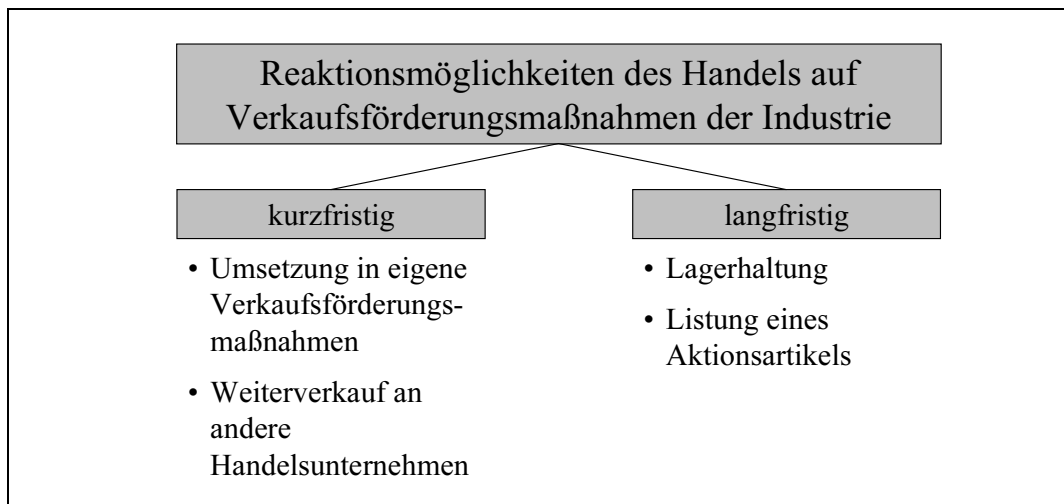 Reaktionsmöglichkeiten des Handels auf
Verkaufsförderungsmaßnahmen der Industrie
kurzfristig
• Umsetzung in eigene
Verkaufsförderungs-
maßnahmen
• Weiterverkauf an
andere
Handelsunternehmen
langfristig
• Lagerhaltung
• Listung eines
Aktionsartikels